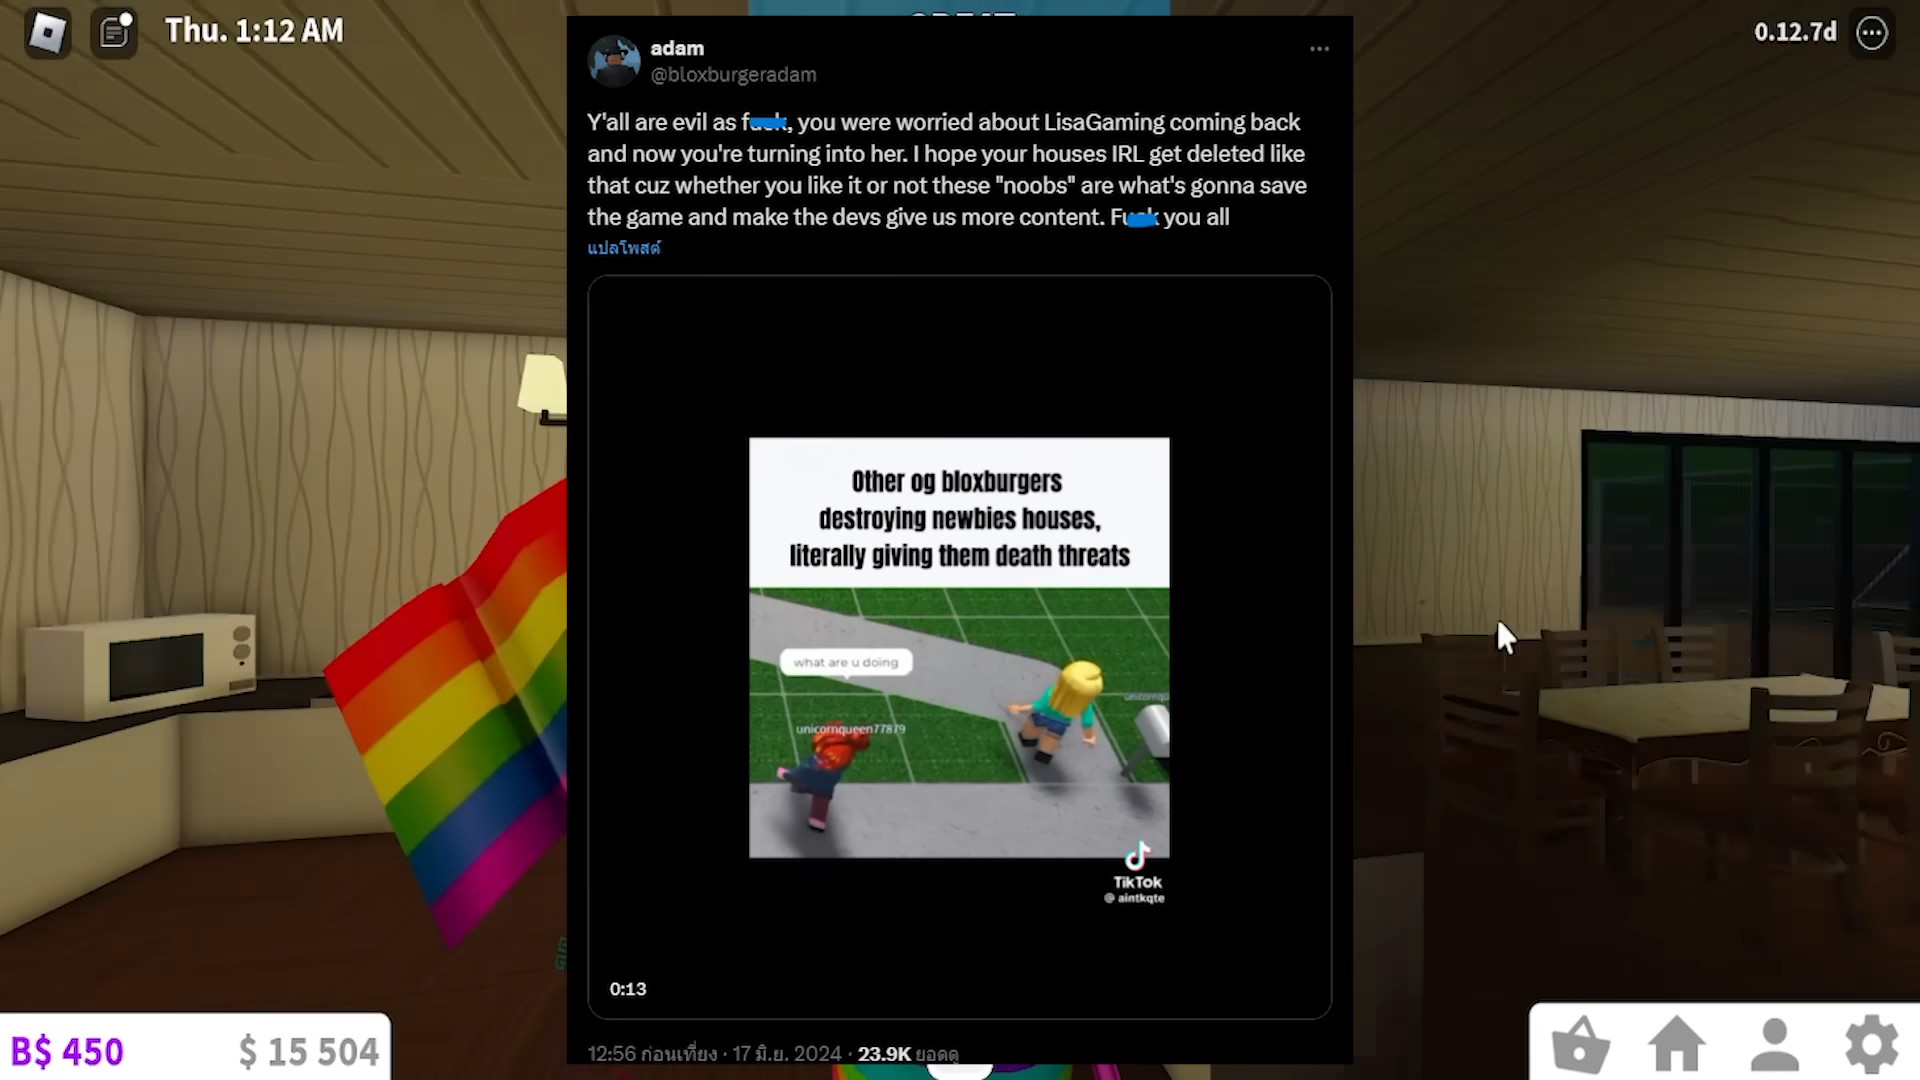 Thu. 1:12 AM
0.12.7d
adam
@bloxburgeradam
Y'all are evil as fuck, you were worried about LisaGaming coming back
and now you're turning into her. I hope your houses IRL get deleted like
that cuz whether you like it or not these "noobs" are what's gonna save
the game and make the devs give us more content. Fuck you all
แปลโพสต์
Other og bloxburgers
destroying newbies houses,
literally giving them death threats
what are u doing
unicornqueen77879
TikTok
@ aintkqte
0:13
12:56 ก่อนเที่ยง · 17 มิ.ย. 2024 · 23.9K ยอดดู
B$ 450
$ 15 504